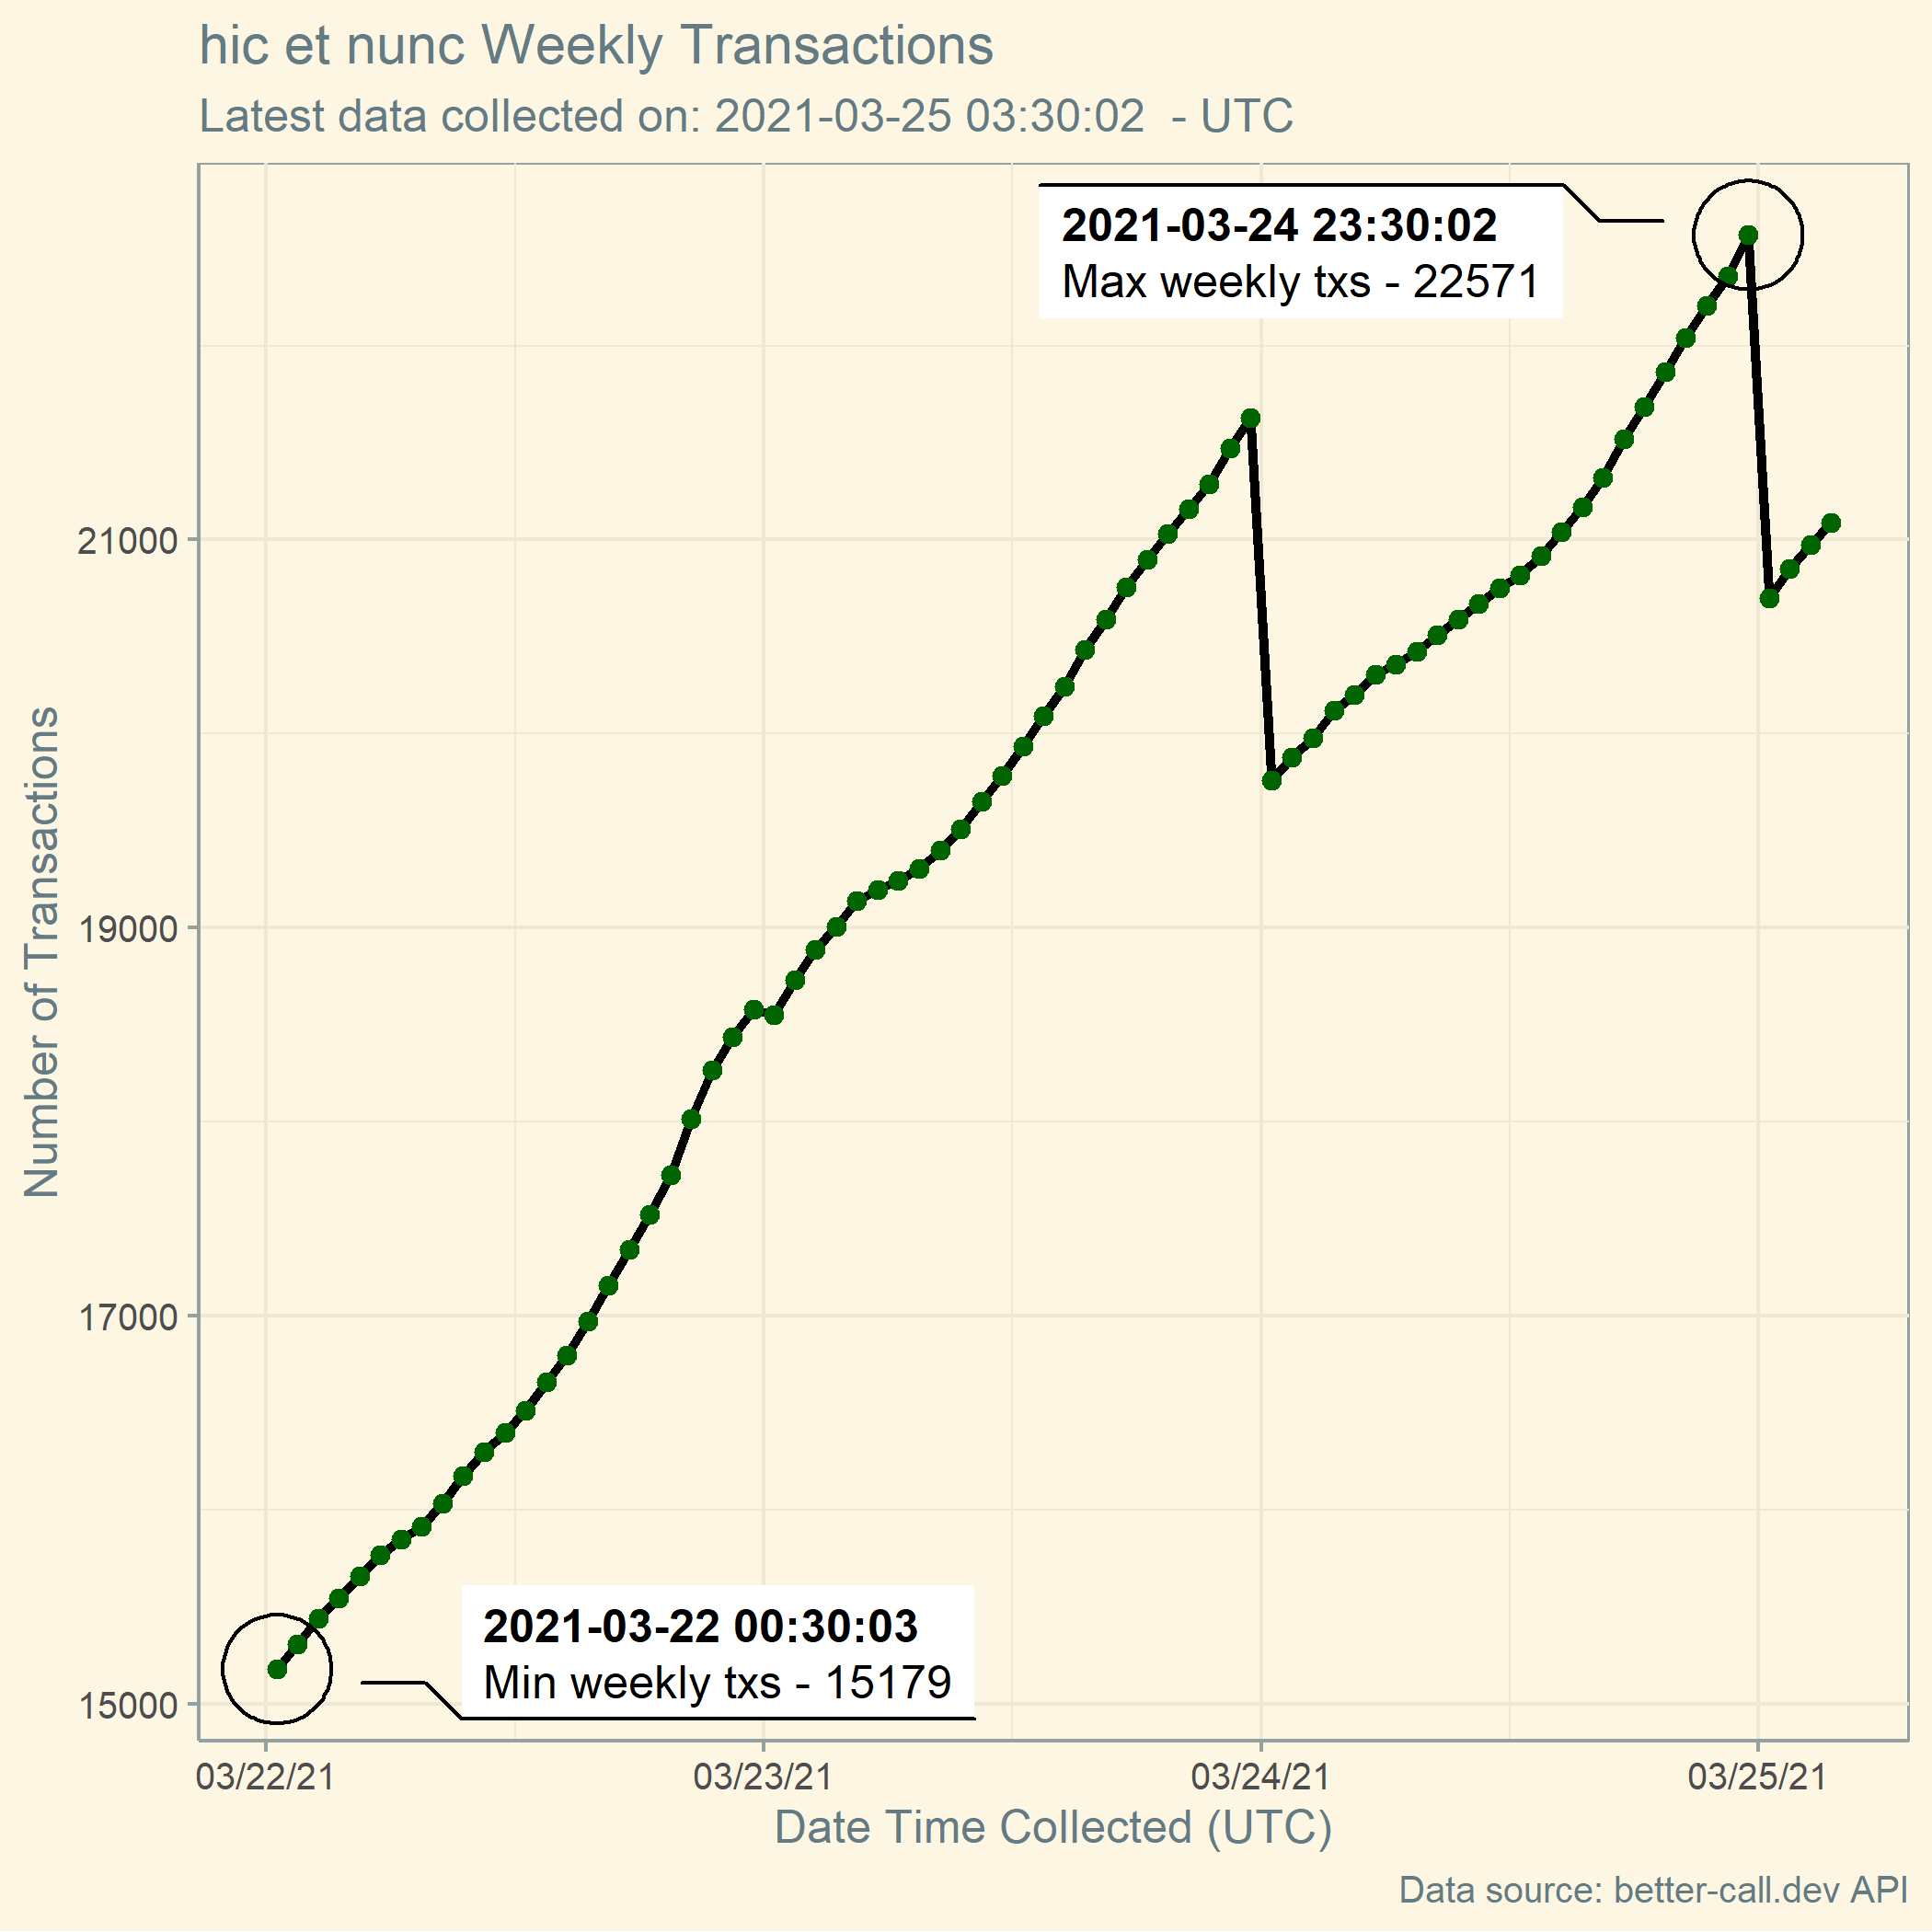 hic et nunc Weekly Transactions
Latest data collected on: 2021-03-25 03:30:02  - UTC
2021-03-24 23:30:02
Max weekly txs - 22571
Number of Transactions
21000
19000
17000
15000
2021-03-22 00:30:03
Min weekly txs - 15179
03/22/21 03/23/21 03/24/21 03/25/21
Date Time Collected (UTC)
Data source: better-call.dev API